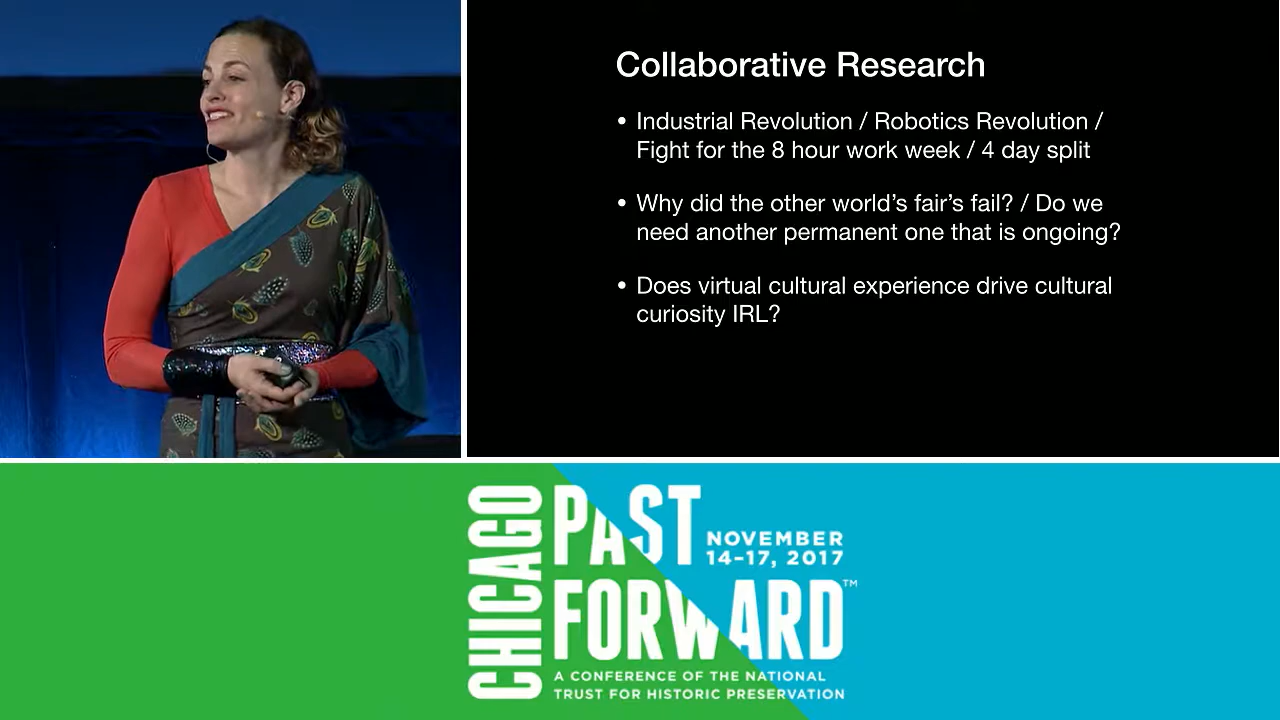 Collaborative Research
• Industrial Revolution / Robotics Revolution /
Fight for the 8 hour work week / 4 day split
• Why did the other world’s fair’s fail? / Do we
need another permanent one that is ongoing?
• Does virtual cultural experience drive cultural
curiosity IRL?
CHICAGO
PAST
FORWARD™
NOVEMBER
14–17, 2017
A CONFERENCE OF THE NATIONAL
TRUST FOR HISTORIC PRESERVATION